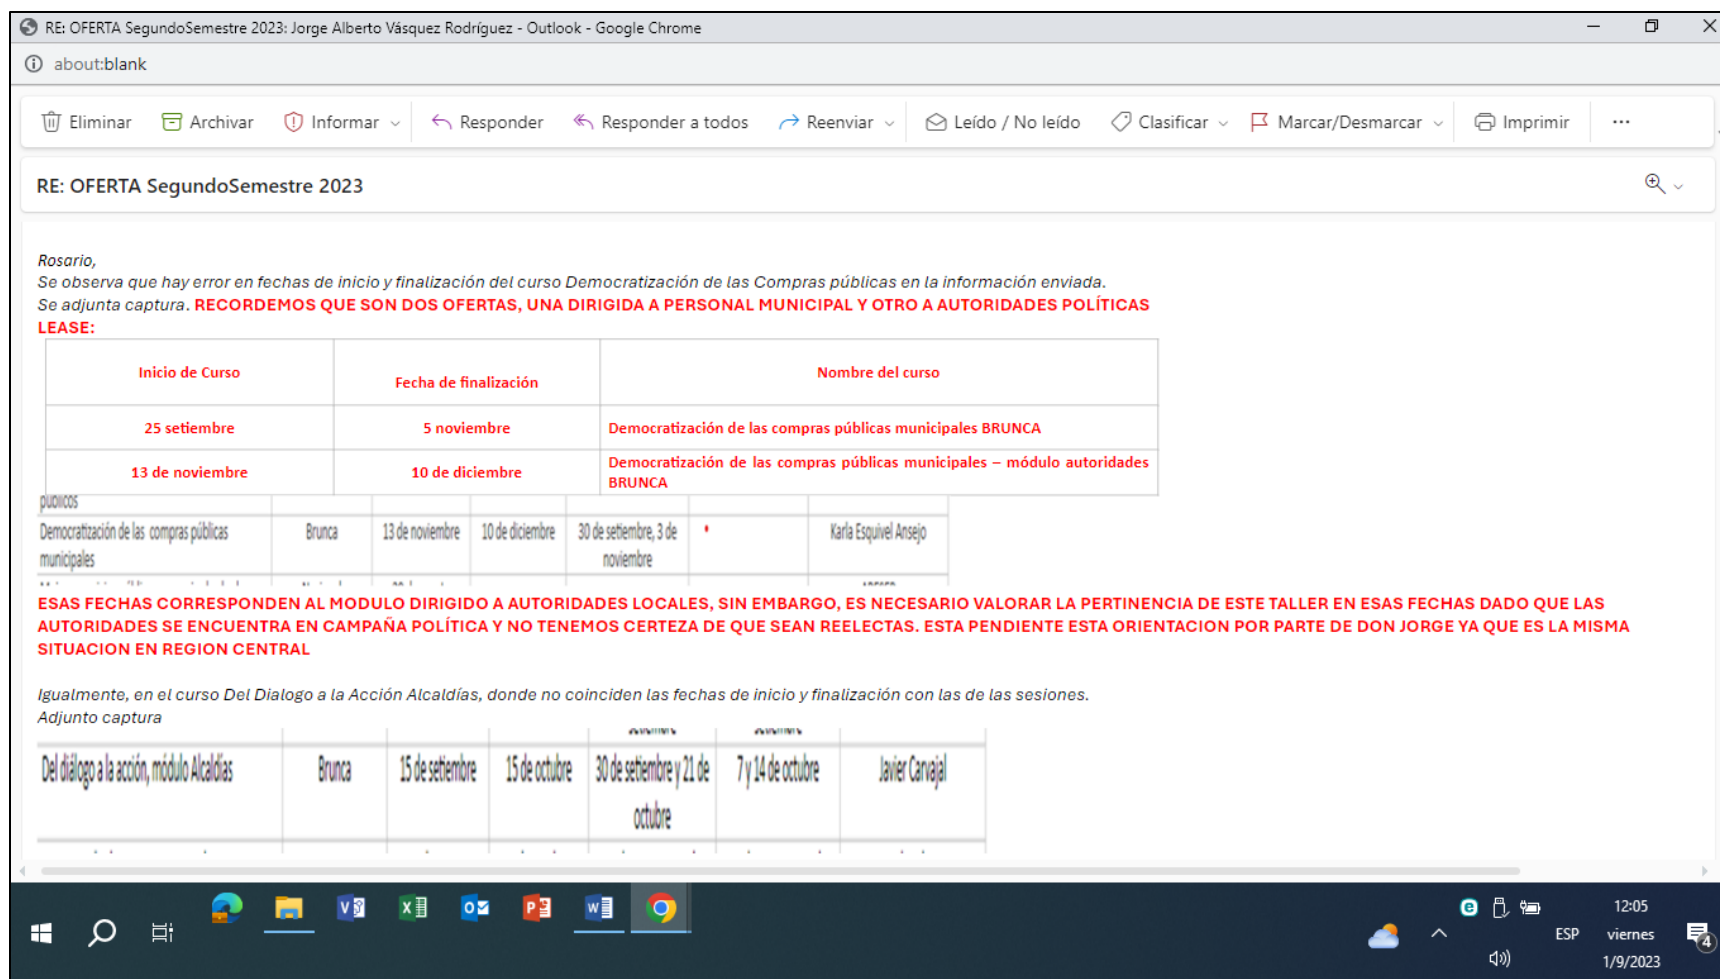 RE: OFERTA SegundoSemestre 2023: Jorge Alberto Vásquez Rodríguez - Outlook - Google Chrome
about:blank
Eliminar Archivar Informar Responder Responder a todos Reenviar Leído / No leído Clasificar Marcar/Desmarcar Imprimir ...
RE: OFERTA SegundoSemestre 2023
Rosario,
Se observa que hay error en fechas de inicio y finalización del curso Democratización de las Compras públicas en la información enviada.
Se adjunta captura. RECORDEMOS QUE SON DOS OFERTAS, UNA DIRIGIDA A PERSONAL MUNICIPAL Y OTRO A AUTORIDADES POLÍTICAS
LEASE:
Inicio de Curso Fecha de finalización Nombre del curso
25 setiembre 5 noviembre Democratización de las compras públicas municipales BRUNCA
13 de noviembre 10 de diciembre Democratización de las compras públicas municipales – módulo autoridades
BRUNCA
públicos
Democratización de las compras públicas Brunca 13 de noviembre 10 de diciembre 30 de setiembre, 3 de Karla Esquivel Ansejo
municipales noviembre
ESAS FECHAS CORRESPONDEN AL MODULO DIRIGIDO A AUTORIDADES LOCALES, SIN EMBARGO, ES NECESARIO VALORAR LA PERTINENCIA DE ESTE TALLER EN ESAS FECHAS DADO QUE LAS
AUTORIDADES SE ENCUENTRA EN CAMPAÑA POLÍTICA Y NO TENEMOS CERTEZA DE QUE SEAN REELECTAS. ESTA PENDIENTE ESTA ORIENTACION POR PARTE DE DON JORGE YA QUE ES LA MISMA
SITUACION EN REGION CENTRAL
Igualmente, en el curso Del Dialogo a la Acción Alcaldías, donde no coinciden las fechas de inicio y finalización con las de las sesiones.
Adjunto captura
Del diálogo a la acción, módulo Alcaldías Brunca 15 de setiembre 15 de octubre 30 de setiembre y 21 de 7 y 14 de octubre Javier Carvajal
octubre
12:05
ESP viernes
1/9/2023
4